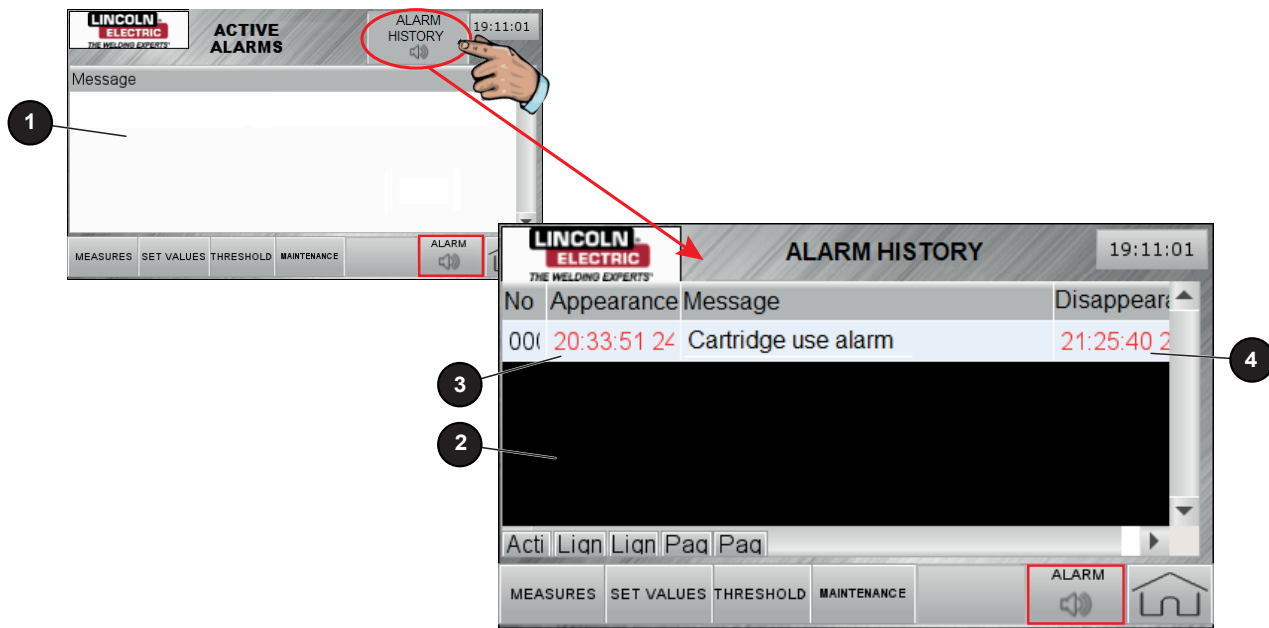 LINCOLN
ELECTRIC
THE WELDING EXPERTS®
ACTIVE
ALARMS
ALARM
HISTORY
19:11:01
Message
1
MEASURES SET VALUES THRESHOLD MAINTENANCE
ALARM
LINCOLN
ELECTRIC
THE WELDING EXPERTS®
ALARM HISTORY
19:11:01
No Appearance Message Disappeara
000 20:33:51 24 Cartridge use alarm 21:25:40 2
3
4
2
Acti Lign Lign Pag Pag
MEASURES SET VALUES THRESHOLD MAINTENANCE
ALARM